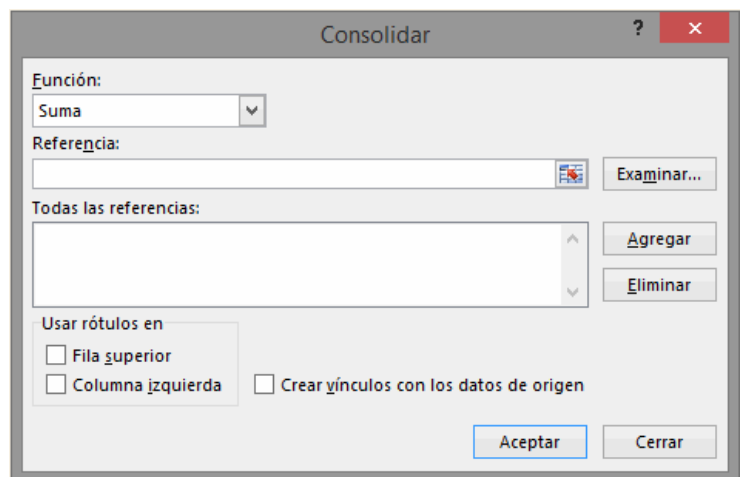 Consolidar
?
Función:
Suma
Referencia:
Examinar...
Todas las referencias:
Agregar
Eliminar
Usar rótulos en
Fila superior
Columna izquierda
Crear vínculos con los datos de origen
Aceptar
Cerrar